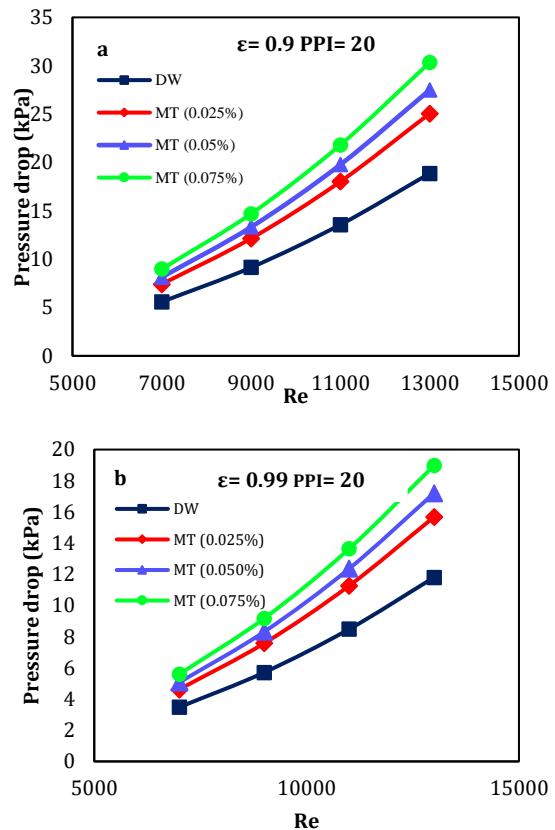 35
30
25
20
15
10
5
0
Pressure drop (kPa)
a
ε= 0.9 PPI= 20
DW
MT (0.025%)
MT (0.05%)
MT (0.075%)
5000 7000 9000 11000 13000 15000
Re
20
18
16
14
12
10
8
6
4
2
0
Pressure drop (kPa)
b
ε= 0.99 PPI= 20
DW
MT (0.025%)
MT (0.050%)
MT (0.075%)
5000 10000 15000
Re